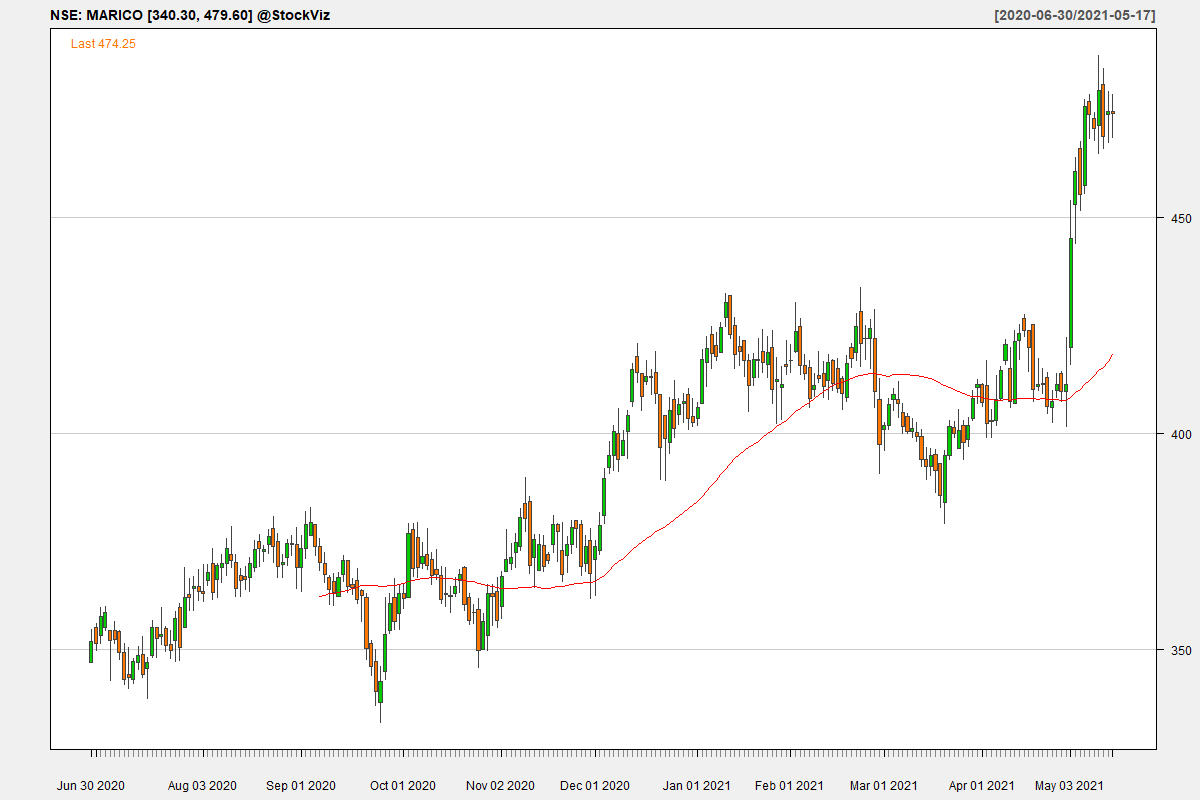 NSE: MARICO [340.30, 479.60] @StockViz [2020-06-30/2021-05-17]
Last 474.25
450
400
350
Jun 30 2020 Aug 03 2020 Sep 01 2020 Oct 01 2020 Nov 02 2020 Dec 01 2020 Jan 01 2021 Feb 01 2021 Mar 01 2021 Apr 01 2021 May 03 2021